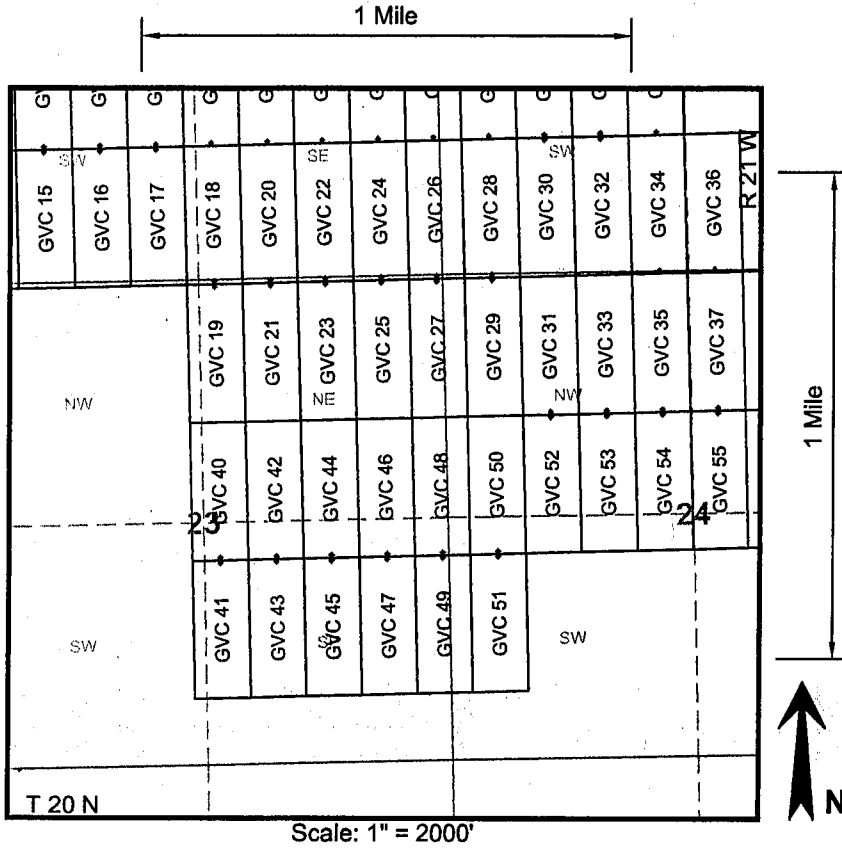 1 Mile
G G G G G G G G G G G
SW SE SW
R 21 W
GVC 15 GVC 16 GVC 17 GVC 18 GVC 20 GVC 22 GVC 24 GVC 26 GVC 28 GVC 30 GVC 32 GVC 34 GVC 36
GVC 19 GVC 21 GVC 23 GVC 25 GVC 27 GVC 29 GVC 31 GVC 33 GVC 35 GVC 37
NW NE NW
1 Mile
GVC 40 GVC 42 GVC 44 GVC 46 GVC 48 GVC 50 GVC 52 GVC 53 GVC 54 GVC 55
23 24
GVC 41 GVC 43 GVC 45 GVC 47 GVC 49 GVC 51
SW SW
T 20 N
N
Scale: 1" = 2000'